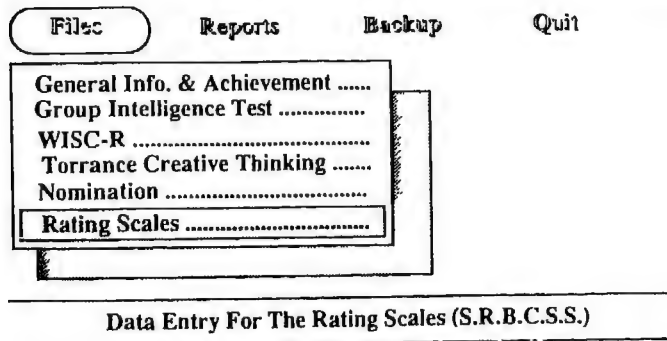 Files Reports Backup Quit
General Info. & Achievement ......
Group Intelligence Test ...............
WISC-R .........................................
Torrance Creative Thinking .......
Nomination ...................................
Rating Scales ................................
Data Entry For The Rating Scales (S.R.B.C.S.S.)